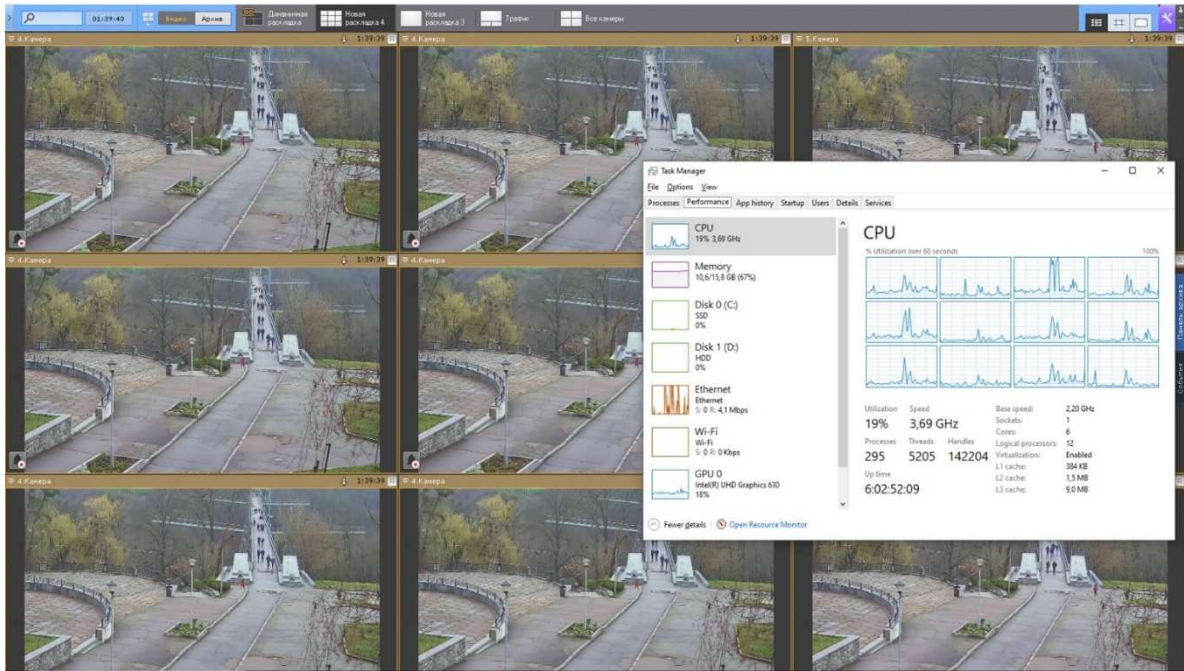 01:39:40
Видео Архив
Динамичная
раскладка
Новая
раскладка 4
Новая
раскладка 3
Трафик
Все камеры
4.Камера 1:39:39
4.Камера 1:39:39
5.Камера 1:39:39
Task Manager
File Options View
Processes Performance App history Startup Users Details Services
CPU
19% 3,69 GHz
Memory
10,6/15,8 GB (67%)
Disk 0 (C:)
SSD
0%
Disk 1 (D:)
HDD
0%
Ethernet
Ethernet
S: 0 R: 4,1 Mbps
Wi-Fi
Wi-Fi
S: 0 R: 0 Kbps
GPU 0
Intel(R) UHD Graphics 630
18%
CPU
% Utilization over 60 seconds 100%
Utilization Speed
19% 3,69 GHz
Processes Threads Handles
295 5205 142204
Up time
6:02:52:09
Base speed: 2,20 GHz
Sockets: 1
Cores: 6
Logical processors: 12
Virtualization: Enabled
L1 cache: 384 KB
L2 cache: 1,5 MB
L3 cache: 9,0 MB
Fewer details Open Resource Monitor
4.Камера 1:39:39
4.Камера
4.Камера 1:39:39
4.Камера
Панель архива
События